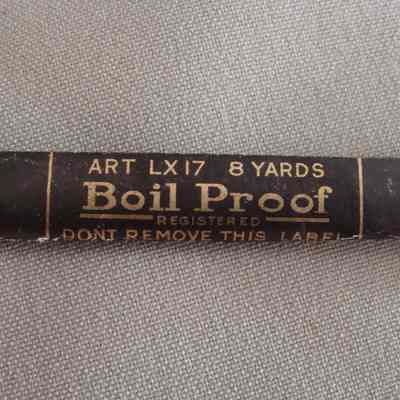 ART LX17 8 YARDS
Boil Proof
REGISTERED
DONT REMOVE THIS LABEL